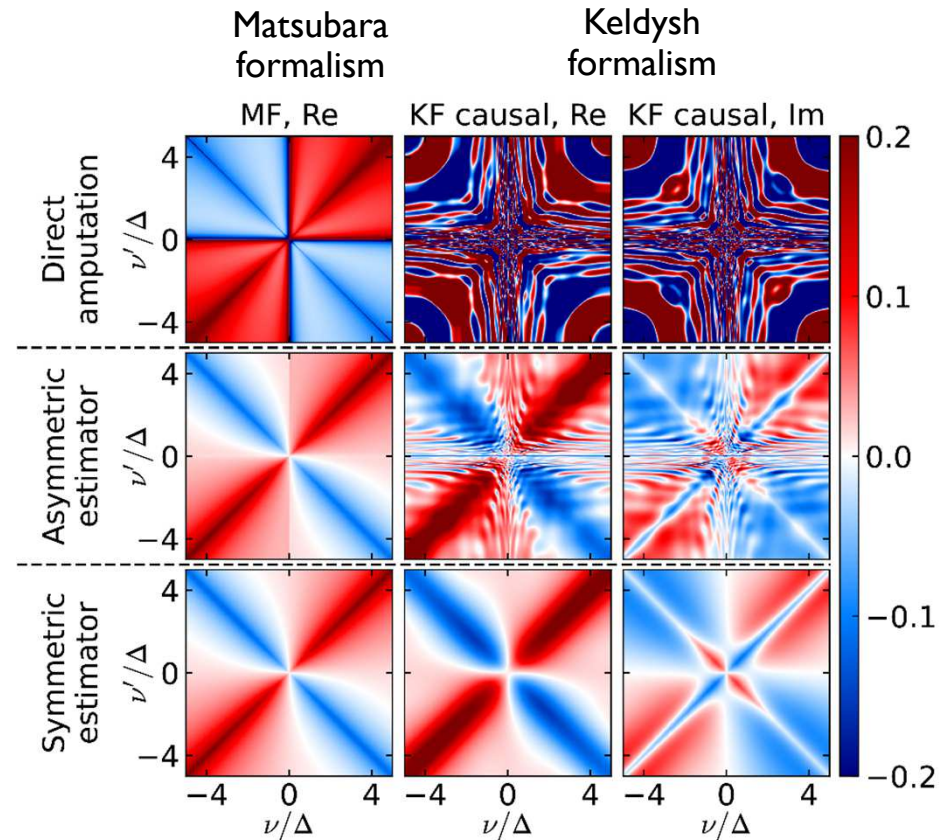 Matsubara
formalism
Keldysh
formalism
MF, Re
KF causal, Re
KF causal, Im
Direct
amputation
ν′/Δ
4
0
−4
0.2
0.1
0.0
−0.1
−0.2
Asymmetric
estimator
ν′/Δ
4
0
−4
Symmetric
estimator
ν′/Δ
4
0
−4
−4 0 4
ν/Δ
−4 0 4
ν/Δ
−4 0 4
ν/Δ